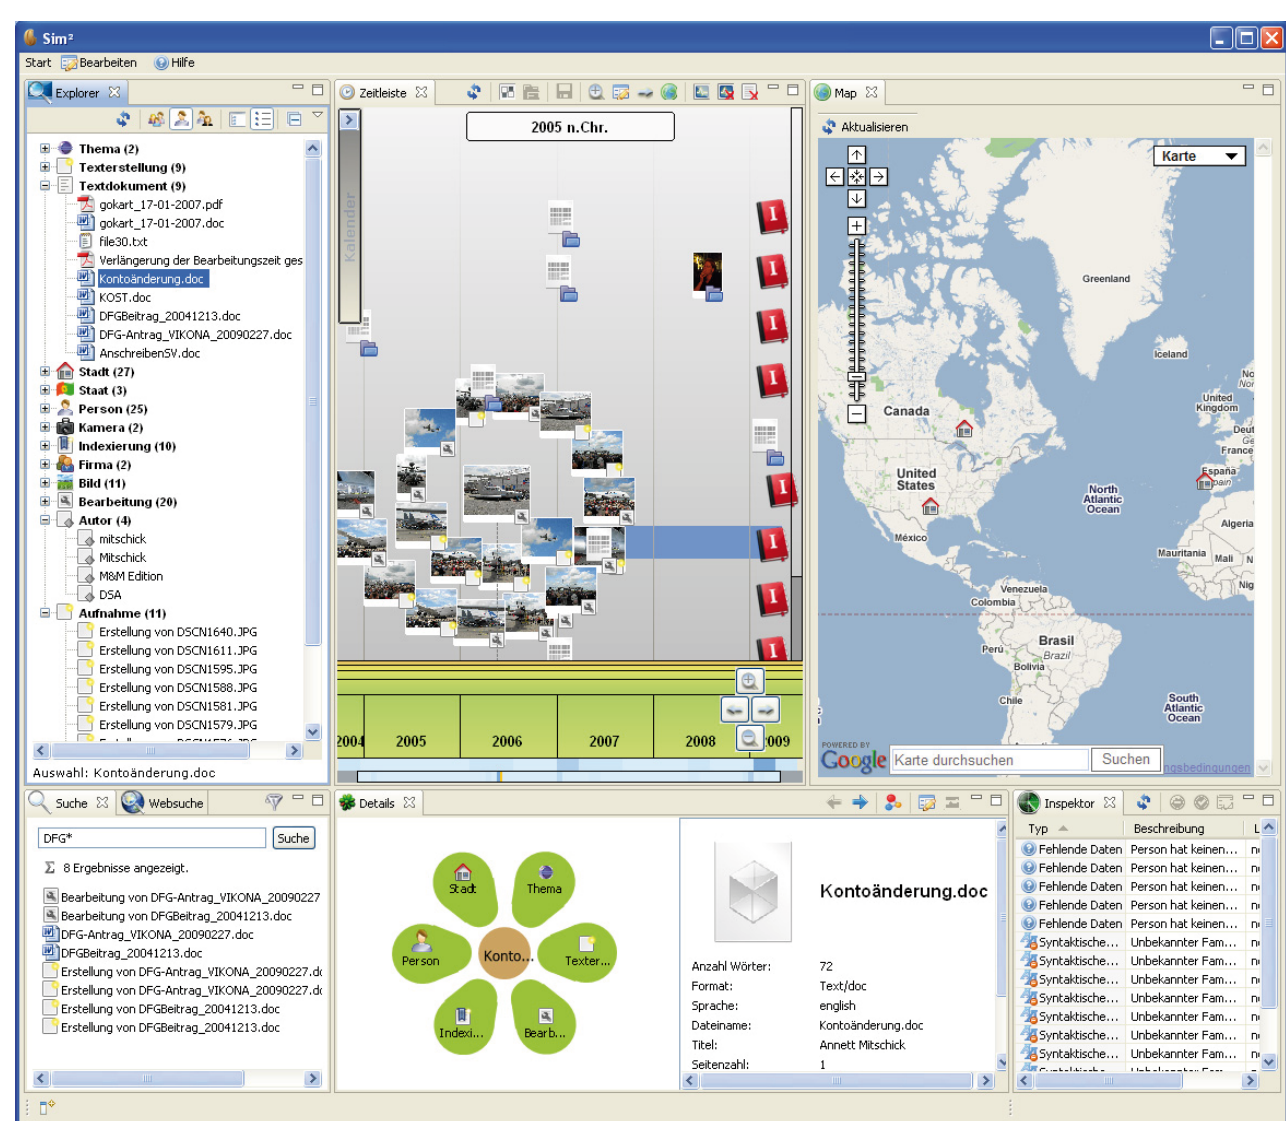 Sim²
Start Bearbeiten Hilfe
Explorer
Thema (2)
Texterstellung (9)
Textdokument (9)
gokart_17-01-2007.pdf
gokart_17-01-2007.doc
file30.txt
Verlängerung der Bearbeitungszeit ges
Kontoänderung.doc
KOST.doc
DFGBeitrag_20041213.doc
DFG-Antrag_VIKONA_20090227.doc
AnschreibenSV.doc
Stadt (27)
Staat (3)
Person (25)
Kamera (2)
Indexierung (10)
Firma (2)
Bild (11)
Bearbeitung (20)
Autor (4)
mitschick
Mitschick
M&M Edition
DSA
Aufnahme (11)
Erstellung von DSCN1640.JPG
Erstellung von DSCN1611.JPG
Erstellung von DSCN1595.JPG
Erstellung von DSCN1588.JPG
Erstellung von DSCN1581.JPG
Erstellung von DSCN1579.JPG
Auswahl: Kontoänderung.doc
Zeitleiste
2005 n.Chr.
Kalender
2004 2005 2006 2007 2008 2009
Map
Aktualisieren
Karte
Greenland
Iceland
United
Kingdom
Canada
France
United
States
España
North
Atlantic
Ocean
Algeria
México
Mauritania Mali
Venezuela
Colombia
Brasil
Brazil
Perú
Bolivia
Chile
South
Atlantic
Ocean
POWERED BY
Google
Karte durchsuchen
Suchen
ngsbedingungen
Suche Websuche
DFG*
Suche
Σ 8 Ergebnisse angezeigt.
Bearbeitung von DFG-Antrag_VIKONA_20090227
Bearbeitung von DFGBeitrag_20041213.doc
DFG-Antrag_VIKONA_20090227.doc
DFGBeitrag_20041213.doc
Erstellung von DFG-Antrag_VIKONA_20090227.do
Erstellung von DFG-Antrag_VIKONA_20090227.do
Erstellung von DFGBeitrag_20041213.doc
Erstellung von DFGBeitrag_20041213.doc
Details
Stadt
Thema
Person
Konto...
Texter...
Indexi...
Bearb...
Kontoänderung.doc
Anzahl Wörter: 72
Format: Text/doc
Sprache: english
Dateiname: Kontoänderung.doc
Titel: Annett Mitschick
Seitenzahl: 1
Inspektor
Typ Beschreibung L
Fehlende Daten Person hat keinen...
Fehlende Daten Person hat keinen...
Fehlende Daten Person hat keinen...
Fehlende Daten Person hat keinen...
Fehlende Daten Person hat keinen...
Syntaktische... Unbekannter Fam...
Syntaktische... Unbekannter Fam...
Syntaktische... Unbekannter Fam...
Syntaktische... Unbekannter Fam...
Syntaktische... Unbekannter Fam...
Syntaktische... Unbekannter Fam...
Syntaktische... Unbekannter Fam...